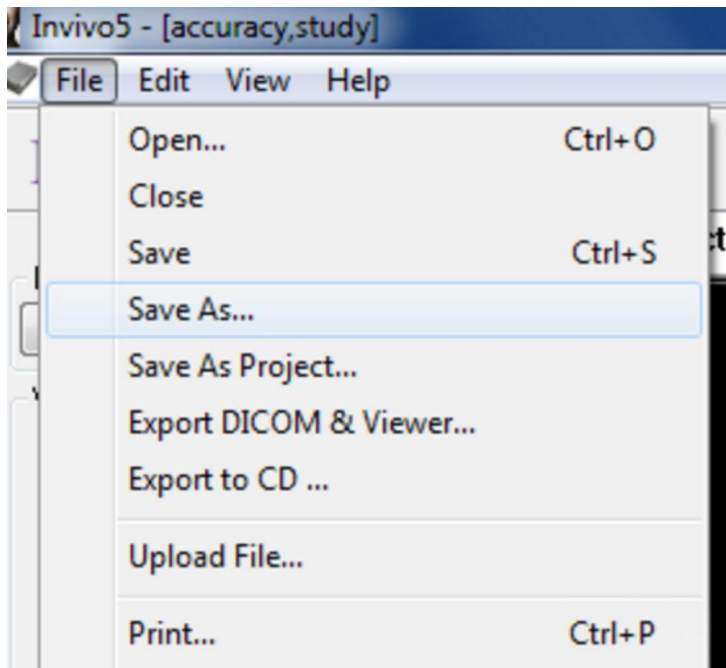 Invivo5 - [accuracy,study]
File Edit View Help
Open... Ctrl+O
Close
Save Ctrl+S
Save As...
Save As Project...
Export DICOM & Viewer...
Export to CD ...
Upload File...
Print... Ctrl+P